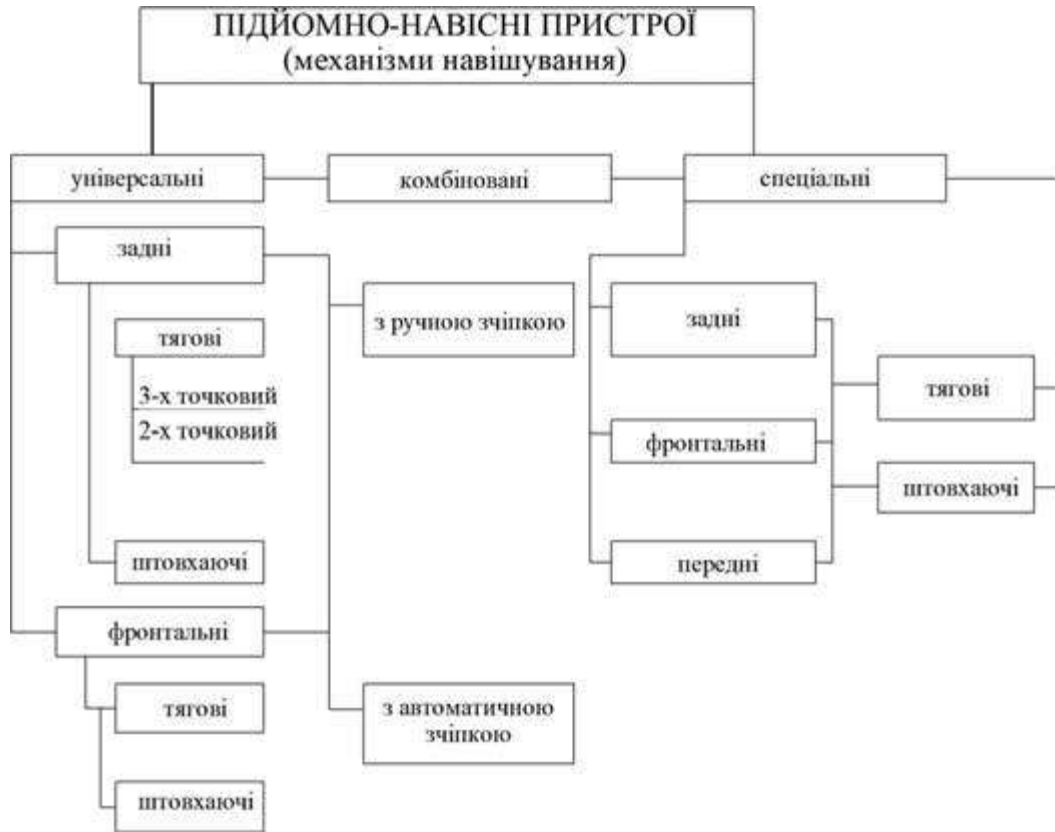 ПІДЙОМНО-НАВІСНІ ПРИСТРОЇ
(механізми навішування)
універсальні
комбіновані
спеціальні
задні
з ручною зчіпкою
тягові
3-х точковий
2-х точковий
штовхаючі
фронтальні
тягові
штовхаючі
з автоматичною
зчіпкою
задні
фронтальні
передні
тягові
штовхаючі